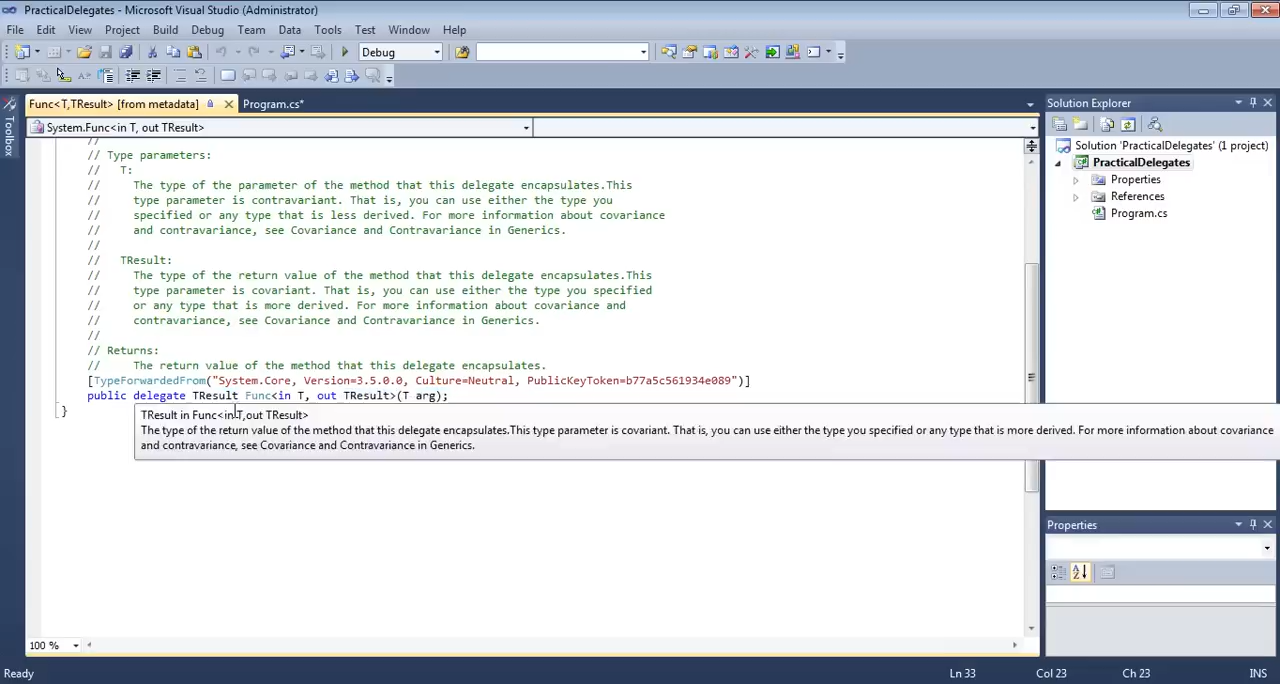 PracticalDelegates - Microsoft Visual Studio (Administrator)
File Edit View Project Build Debug Team Data Tools Test Window Help
Debug
Toolbox
Func<T,TResult> [from metadata] Program.cs*
System.Func<in T, out TResult>
//
// Type parameters:
// T:
// The type of the parameter of the method that this delegate encapsulates.This
// type parameter is contravariant. That is, you can use either the type you
// specified or any type that is less derived. For more information about covariance
// and contravariance, see Covariance and Contravariance in Generics.
//
// TResult:
// The type of the return value of the method that this delegate encapsulates.This
// type parameter is covariant. That is, you can use either the type you specified
// or any type that is more derived. For more information about covariance and
// contravariance, see Covariance and Contravariance in Generics.
//
// Returns:
// The return value of the method that this delegate encapsulates.
[TypeForwardedFrom("System.Core, Version=3.5.0.0, Culture=Neutral, PublicKeyToken=b77a5c561934e089")]
public delegate TResult Func<in T, out TResult>(T arg);
}
TResult in Func<in T,out TResult>
The type of the return value of the method that this delegate encapsulates.This type parameter is covariant. That is, you can use either the type you specified or any type that is more derived. For more information about covariance
and contravariance, see Covariance and Contravariance in Generics.
100 %
Solution Explorer
Solution 'PracticalDelegates' (1 project)
PracticalDelegates
Properties
References
Program.cs
Properties
Ready Ln 33 Col 23 Ch 23 INS